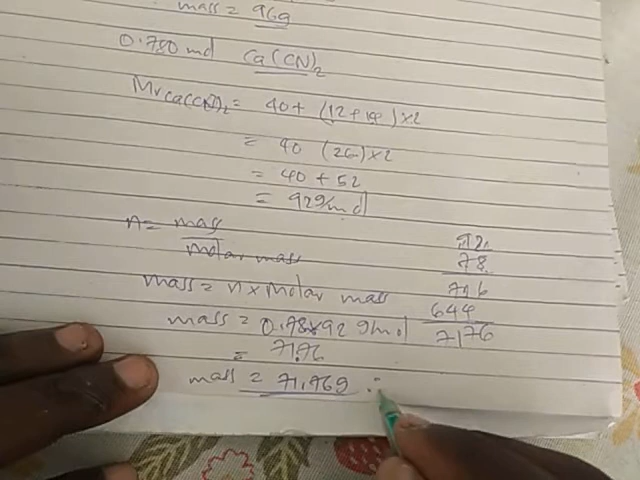 mass = 96g
0.780 mol Ca(CN)2
Mr Ca(CN)2 = 40 + (12 + 14) x2
= 40 (26) x2
= 40 + 52
= 92g/mol
n = mass
molar mass
mass = n x molar mass
mass = 0.78 x 92 g/mol
= 71.76
mass = 71.76g
92
78
736
644
7176